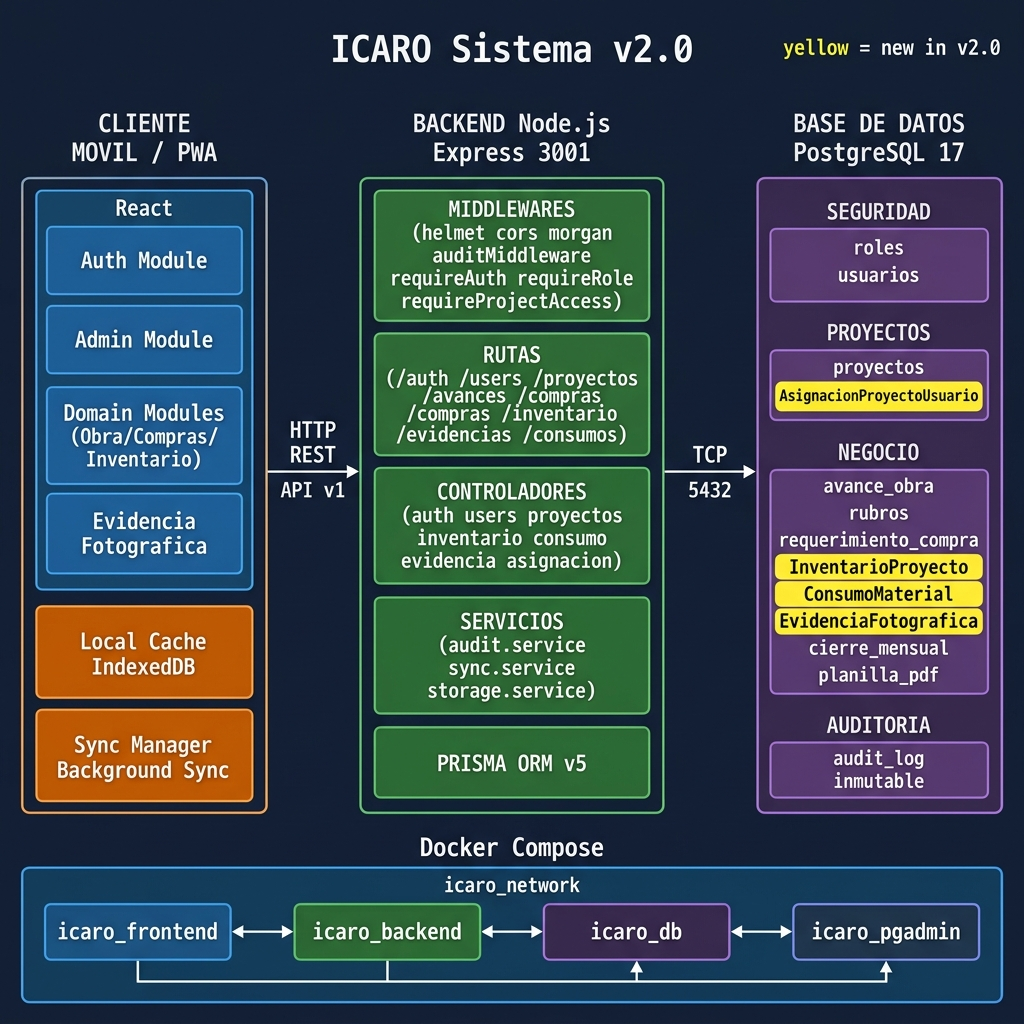 ICARO Sistema v2.0
yellow = new in v2.0
CLIENTE
MOVIL / PWA
React
Auth Module
Admin Module
Domain Modules
(Obra/Compras/
Inventario)
Evidencia
Fotografica
Local Cache
IndexedDB
Sync Manager
Background Sync
HTTP
REST
API v1
BACKEND Node.js
Express 3001
MIDDLEWARES
(helmet cors morgan
auditMiddleware
requireAuth requireRole
requireProjectAccess)
RUTAS
(/auth /users /proyectos
/avances /compras
/compras /inventario
/evidencias /consumos)
CONTROLADORES
(auth users proyectos
inventario consumo
evidencia asignacion)
SERVICIOS
(audit.service
sync.service
storage.service)
PRISMA ORM v5
TCP
5432
BASE DE DATOS
PostgreSQL 17
SEGURIDAD
roles
usuarios
PROYECTOS
proyectos
AsignacionProyectoUsuario
NEGOCIO
avance_obra
rubros
requerimiento_compra
InventarioProyecto
ConsumoMaterial
EvidenciaFotografica
cierre_mensual
planilla_pdf
AUDITORIA
audit_log
inmutable
Docker Compose
icaro_network
icaro_frontend
icaro_backend
icaro_db
icaro_pgadmin